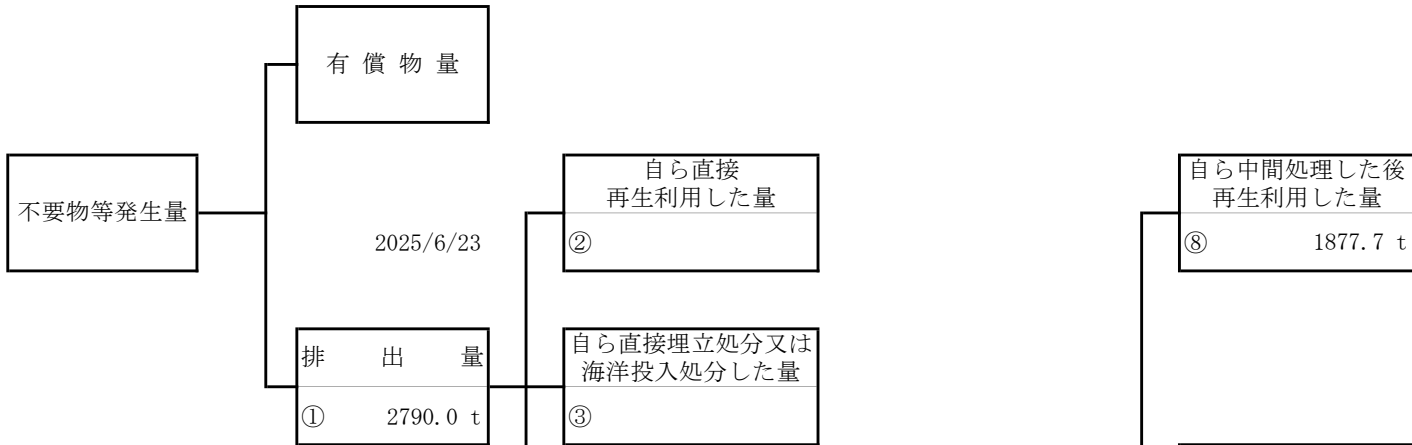 有 償 物 量
不要物等発生量
2025/6/23
自ら直接
再生利用した量
②
自ら中間処理した後
再生利用した量
⑧ 1877.7 t
排 出 量
① 2790.0 t
自ら直接埋立処分又は
海洋投入処分した量
③